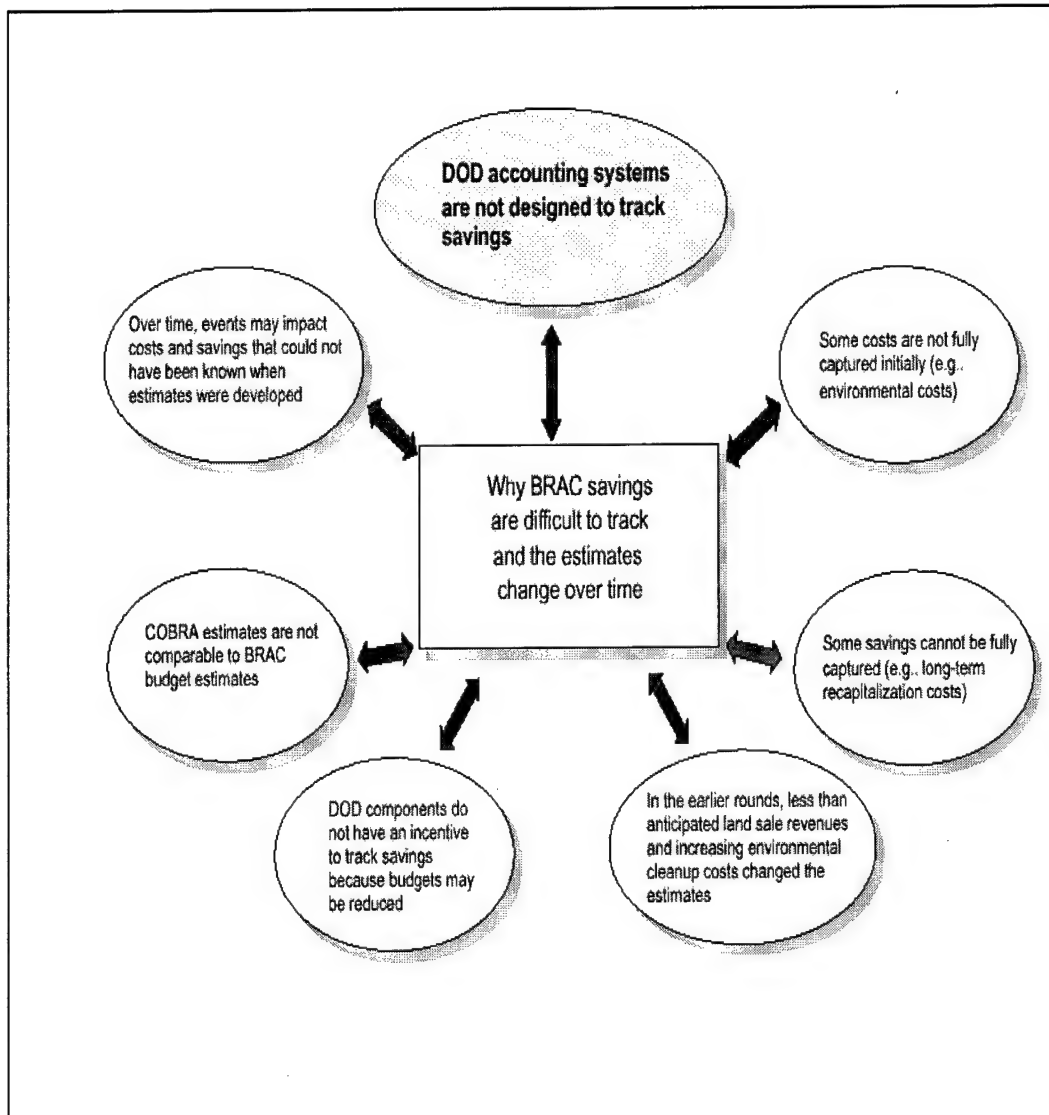 DOD accounting systems
are not designed to track
savings
Over time, events may impact
costs and savings that could not
have been known when
estimates were developed
Some costs are not fully
captured initially (e.g..
environmental costs)
Why BRAC savings
are difficult to track
and the estimates
change over time
COBRA estimates are not
comparable to BRAC
budget estimates
Some savings cannot be fully
captured (e.g.. long-term
recapitalization costs)
DOD components do
not have an incentive
to track savings
because budgets may
be reduced
In the earlier rounds, less than
anticipated land sale revenues
and increasing environmental
cleanup costs changed the
estimates